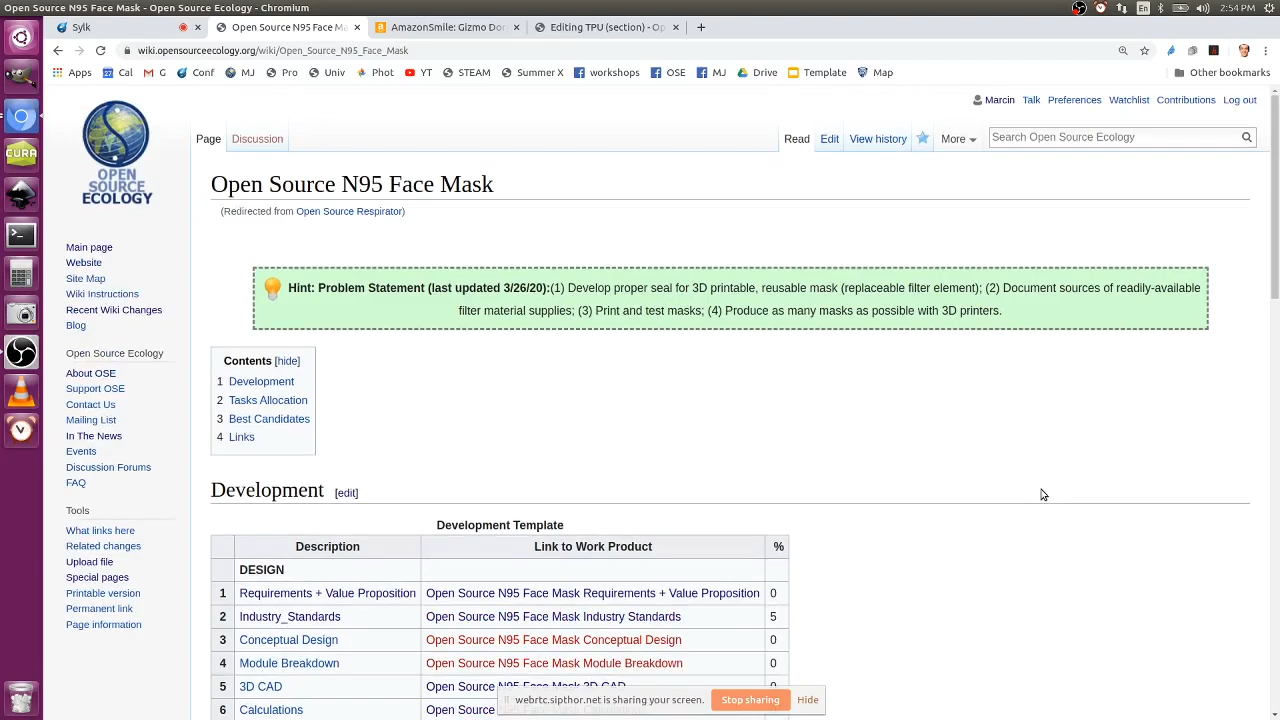 Open Source N95 Face Mask - Open Source Ecology - Chromium
En
2:54 PM
Sylk
Open Source N95 Face Ma
AmazonSmile: Gizmo Dor
Editing TPU (section) - Op
wiki.opensourceecology.org/wiki/Open_Source_N95_Face_Mask
Apps
Cal
G
Conf
MJ
Pro
Univ
Phot
YT
STEAM
Summer X
workshops
OSE
MJ
Drive
Template
Map
Other bookmarks
Marcin
Talk
Preferences
Watchlist
Contributions
Log out
Page
Discussion
Read
Edit
View history
More
Search Open Source Ecology
OPEN
SOURCE
ECOLOGY
CURA
Open Source N95 Face Mask
(Redirected from Open Source Respirator)
Main page
Website
Site Map
Wiki Instructions
Recent Wiki Changes
Blog
Open Source Ecology
About OSE
Support OSE
Contact Us
Mailing List
In The News
Events
Discussion Forums
FAQ
Tools
What links here
Related changes
Upload file
Special pages
Printable version
Permanent link
Page information
Hint: Problem Statement (last updated 3/26/20):(1) Develop proper seal for 3D printable, reusable mask (replaceable filter element); (2) Document sources of readily-available
filter material supplies; (3) Print and test masks; (4) Produce as many masks as possible with 3D printers.
Contents [hide]
1 Development
2 Tasks Allocation
3 Best Candidates
4 Links
Development [edit]
Development Template
Description Link to Work Product %
DESIGN
1 Requirements + Value Proposition Open Source N95 Face Mask Requirements + Value Proposition 0
2 Industry_Standards Open Source N95 Face Mask Industry Standards 5
3 Conceptual Design Open Source N95 Face Mask Conceptual Design 0
4 Module Breakdown Open Source N95 Face Mask Module Breakdown 0
5 3D CAD Open Source N95 Face Mask 3D CAD 0
6 Calculations Open
webrtc.sipthor.net is sharing your screen. Stop sharing Hide